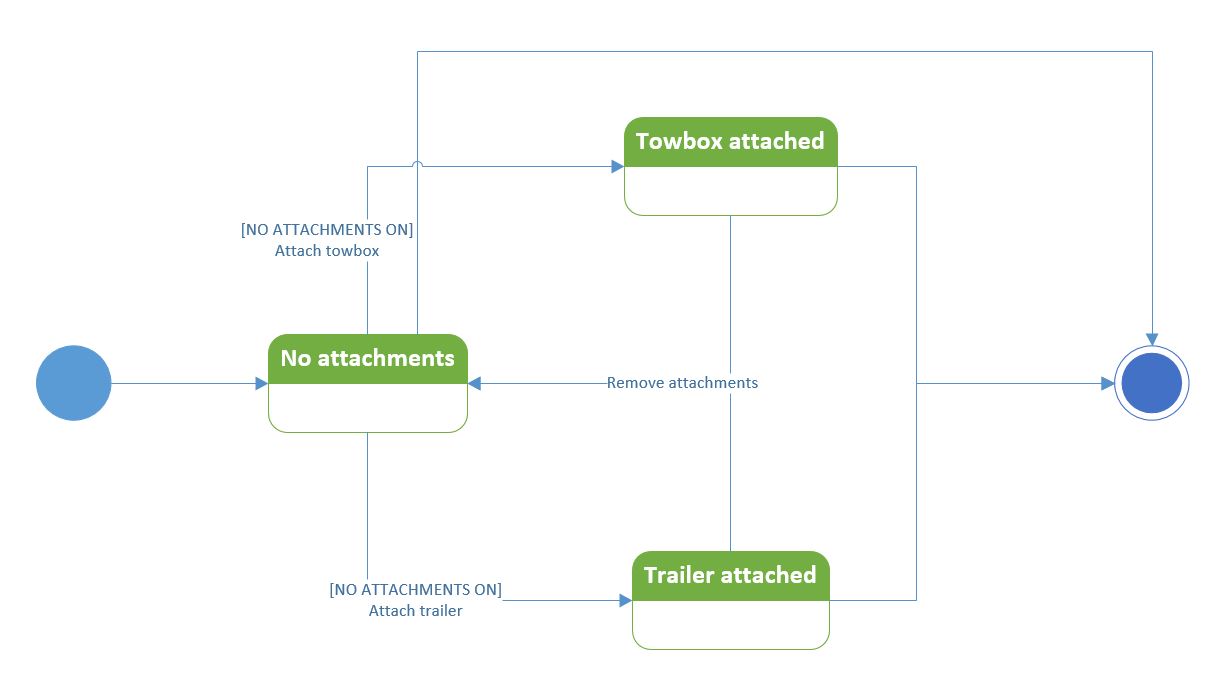 Towbox attached
[NO ATTACHMENTS ON]
Attach towbox
No attachments
Remove attachments
Trailer attached
[NO ATTACHMENTS ON]
Attach trailer